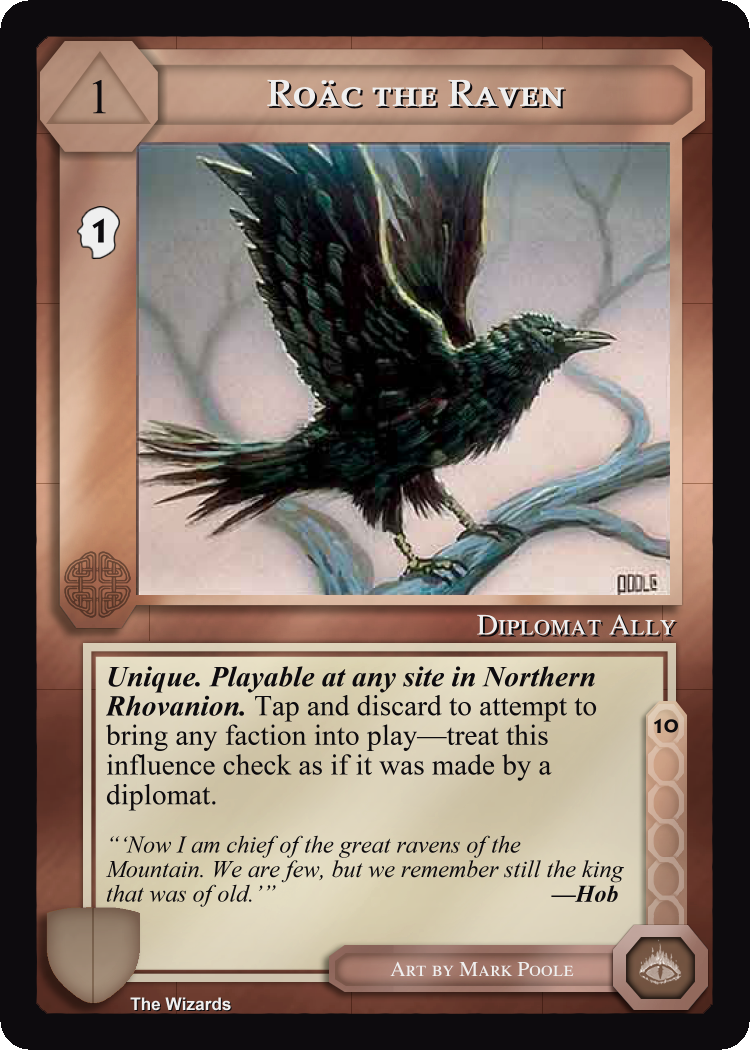 1
Roäc the Raven
1
POOLE
Diplomat Ally
Unique. Playable at any site in Northern
Rhovanion. Tap and discard to attempt to
bring any faction into play—treat this
influence check as if it was made by a
diplomat.
10
“‘Now I am chief of the great ravens of the
Mountain. We are few, but we remember still the king
that was of old.’”
—Hob
Art by Mark Poole
The Wizards